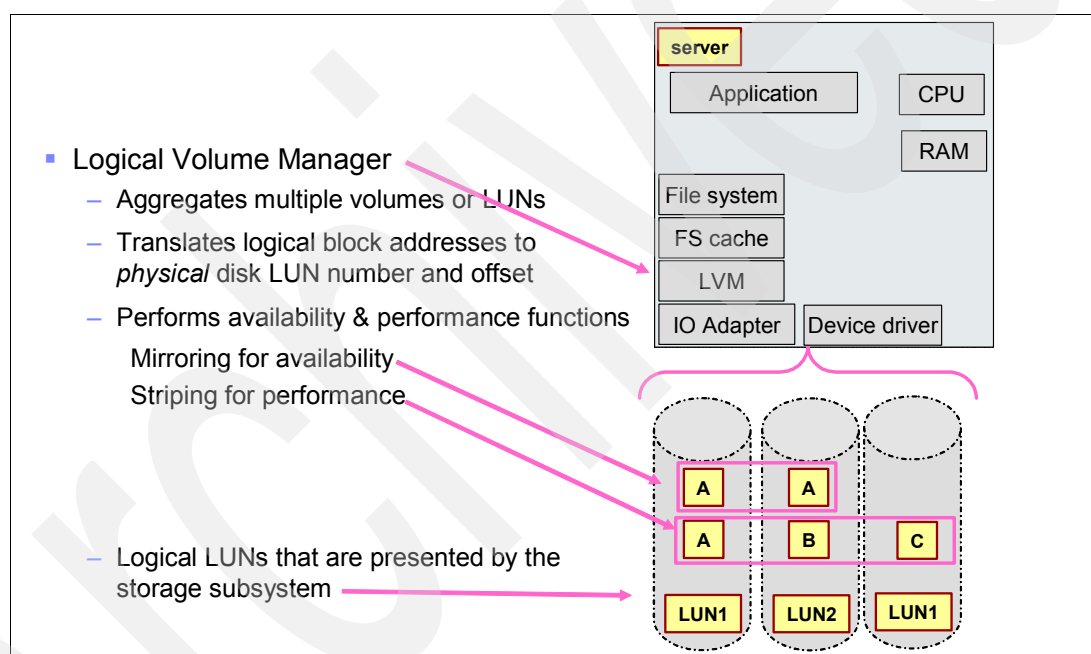 server
Application
CPU
RAM
Logical Volume Manager
– Aggregates multiple volumes or LUNs
– Translates logical block addresses to
physical disk LUN number and offset
– Performs availability & performance functions
Mirroring for availability
Striping for performance
File system
FS cache
LVM
IO Adapter
Device driver
A
A
A
B
C
– Logical LUNs that are presented by the
storage subsystem
LUN1
LUN2
LUN1